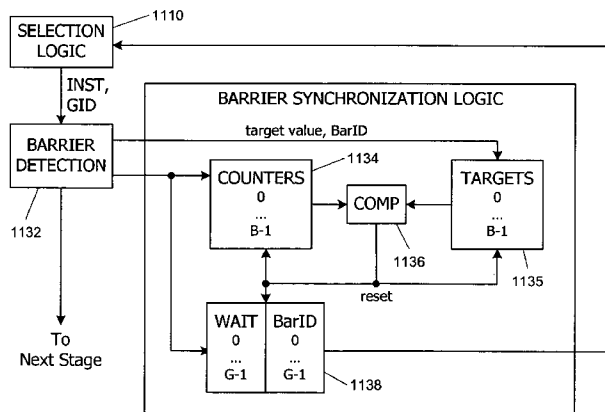 1110
SELECTION
LOGIC
INST,
GID
BARRIER
DETECTION
1132
To
Next Stage
BARRIER SYNCHRONIZATION LOGIC
target value, BarID
1134
COUNTERS
0
...
B-1
COMP
1136
TARGETS
0
...
B-1
1135
reset
WAIT
0
...
G-1
BarID
0
...
G-1
1138